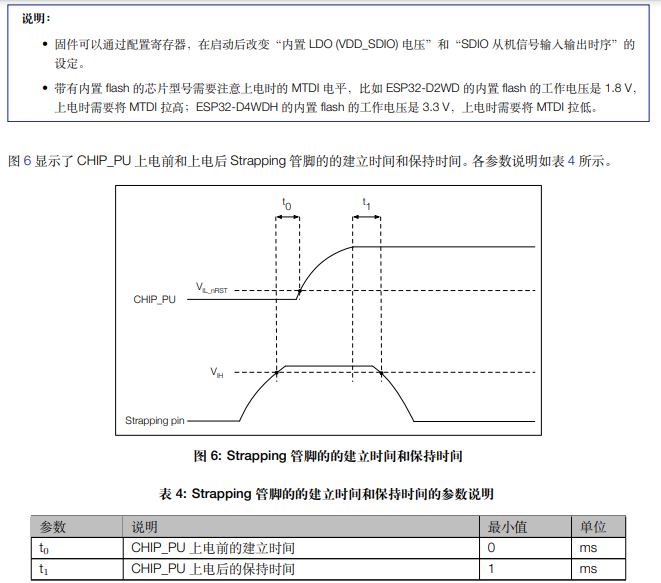 说明：
• 固件可以通过配置寄存器，在启动后改变“内置 LDO (VDD_SDIO) 电压”和“SDIO 从机信号输入输出时序”的
设定。
• 带有内置 flash 的芯片型号需要注意上电时的 MTDI 电平，比如 ESP32-D2WD 的内置 flash 的工作电压是 1.8 V，
上电时需要将 MTDI 拉高；ESP32-D4WDH 的内置 flash 的工作电压是 3.3 V，上电时需要将 MTDI 拉低。
图 6 显示了 CHIP_PU 上电前和上电后 Strapping 管脚的的建立时间和保持时间。各参数说明如表 4 所示。
t0 t1
VIL_nRST
CHIP_PU
VIH
Strapping pin
图 6: Strapping 管脚的的建立时间和保持时间
表 4: Strapping 管脚的的建立时间和保持时间的参数说明
参数 说明 最小值 单位
t0 CHIP_PU 上电前的建立时间 0 ms
t1 CHIP_PU 上电后的保持时间 1 ms